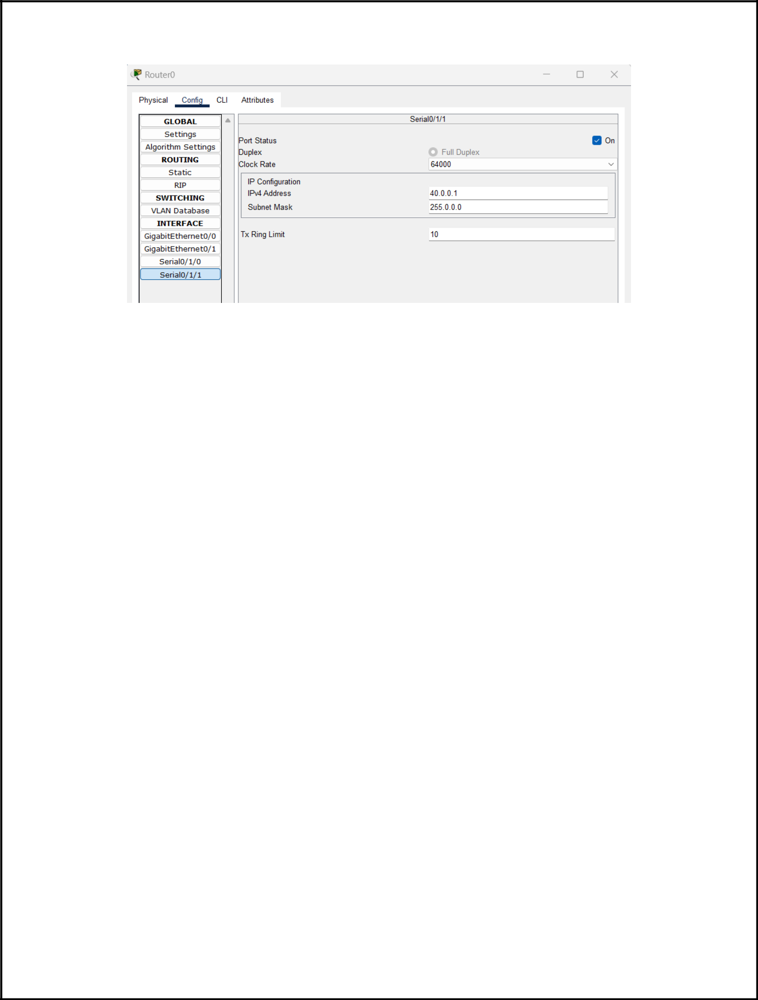 Router0
Physical Config CLI Attributes
GLOBAL
Settings
Algorithm Settings
ROUTING
Static
RIP
SWITCHING
VLAN Database
INTERFACE
GigabitEthernet0/0
GigabitEthernet0/1
Serial0/1/0
Serial0/1/1
Serial0/1/1
Port Status On
Duplex Full Duplex
Clock Rate 64000
IP Configuration
IPv4 Address 40.0.0.1
Subnet Mask 255.0.0.0
Tx Ring Limit 10